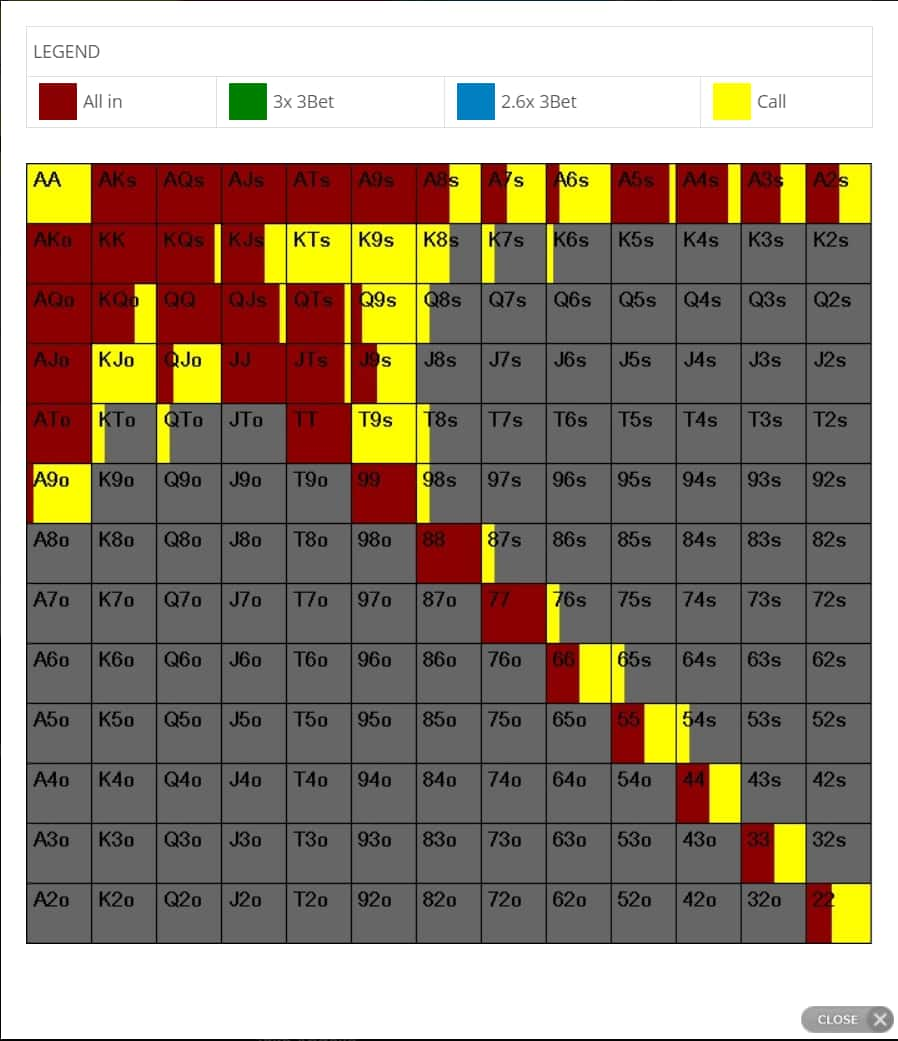 LEGEND
All in 3x 3Bet 2.6x 3Bet Call
AA AKs AQs AJs ATs A9s A8s A7s A6s A5s A4s A3s A2s
AKo KK KQs KJs KTs K9s K8s K7s K6s K5s K4s K3s K2s
AQo KQo QQ QJs QTs Q9s Q8s Q7s Q6s Q5s Q4s Q3s Q2s
AJo KJo QJo JJ JTs J9s J8s J7s J6s J5s J4s J3s J2s
ATo KTo QTo JTo TT T9s T8s T7s T6s T5s T4s T3s T2s
A9o K9o Q9o J9o T9o 99 98s 97s 96s 95s 94s 93s 92s
A8o K8o Q8o J8o T8o 98o 88 87s 86s 85s 84s 83s 82s
A7o K7o Q7o J7o T7o 97o 87o 77 76s 75s 74s 73s 72s
A6o K6o Q6o J6o T6o 96o 86o 76o 66 65s 64s 63s 62s
A5o K5o Q5o J5o T5o 95o 85o 75o 65o 55 54s 53s 52s
A4o K4o Q4o J4o T4o 94o 84o 74o 64o 54o 44 43s 42s
A3o K3o Q3o J3o T3o 93o 83o 73o 63o 53o 43o 33 32s
A2o K2o Q2o J2o T2o 92o 82o 72o 62o 52o 42o 32o 22
CLOSE